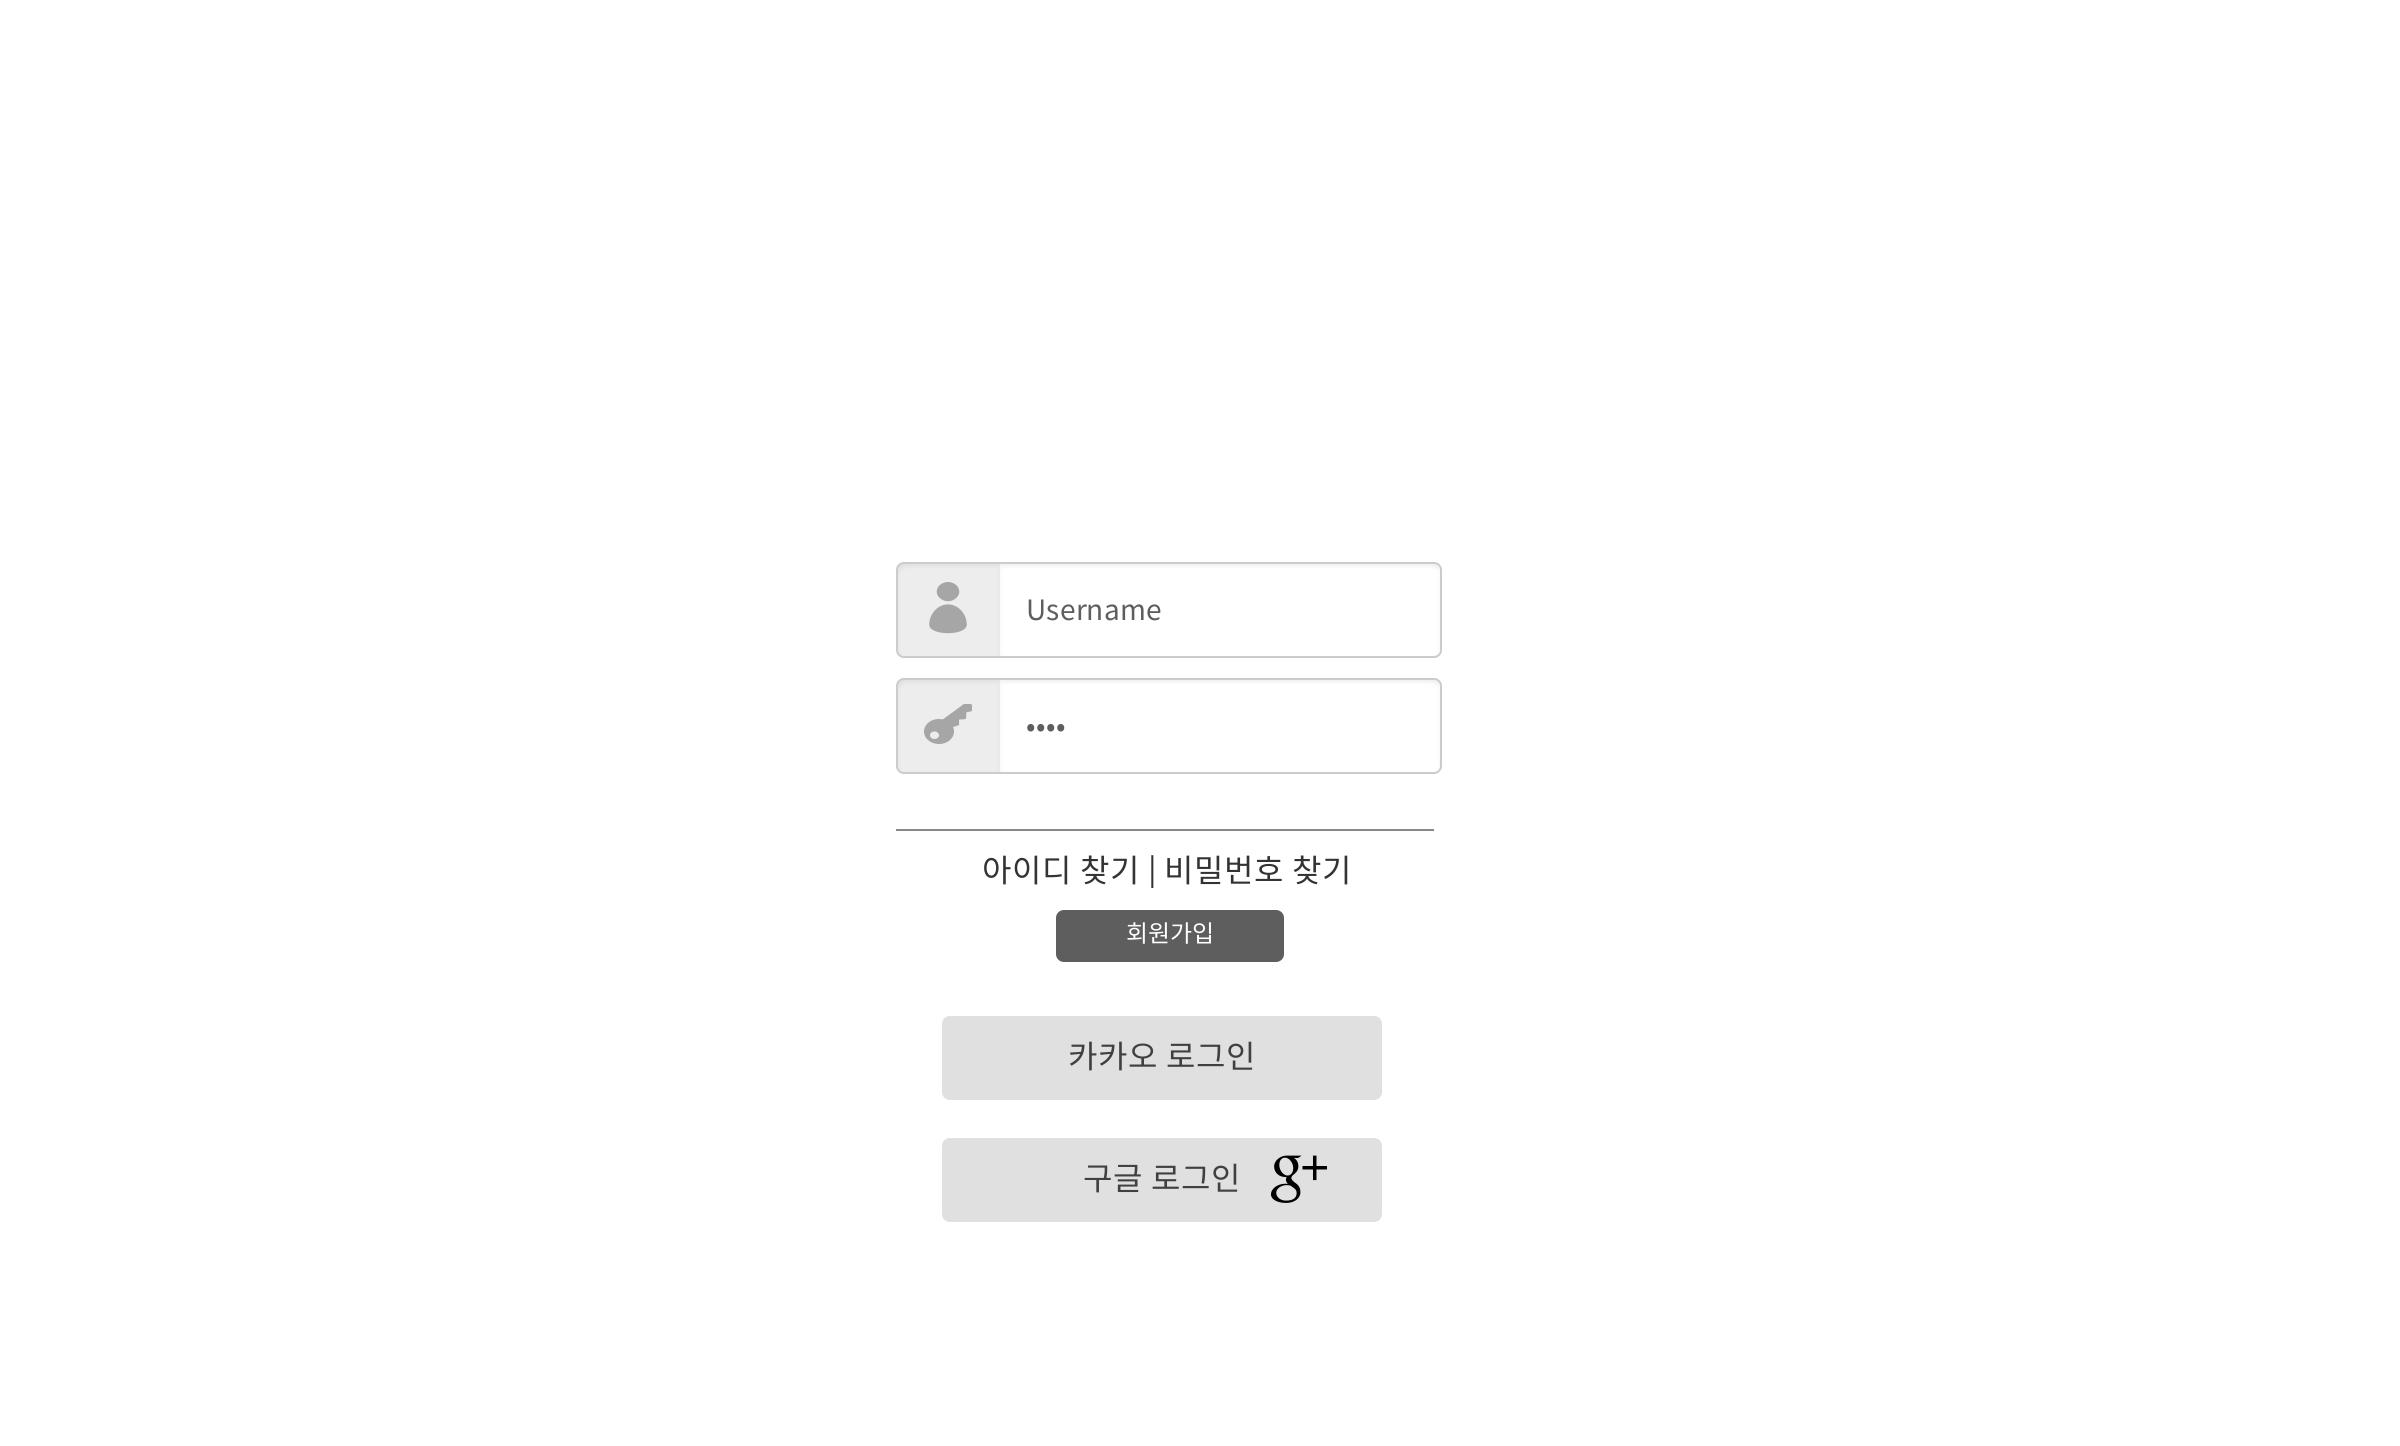 Username
••••
아이디 찾기 | 비밀번호 찾기
회원가입
카카오 로그인
구글 로그인 g+